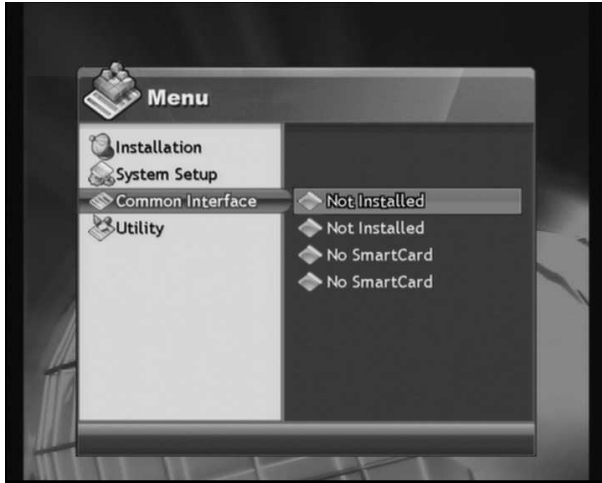 Menu
Installation
System Setup
Common Interface
Utility
Not Installed
Not Installed
No SmartCard
No SmartCard